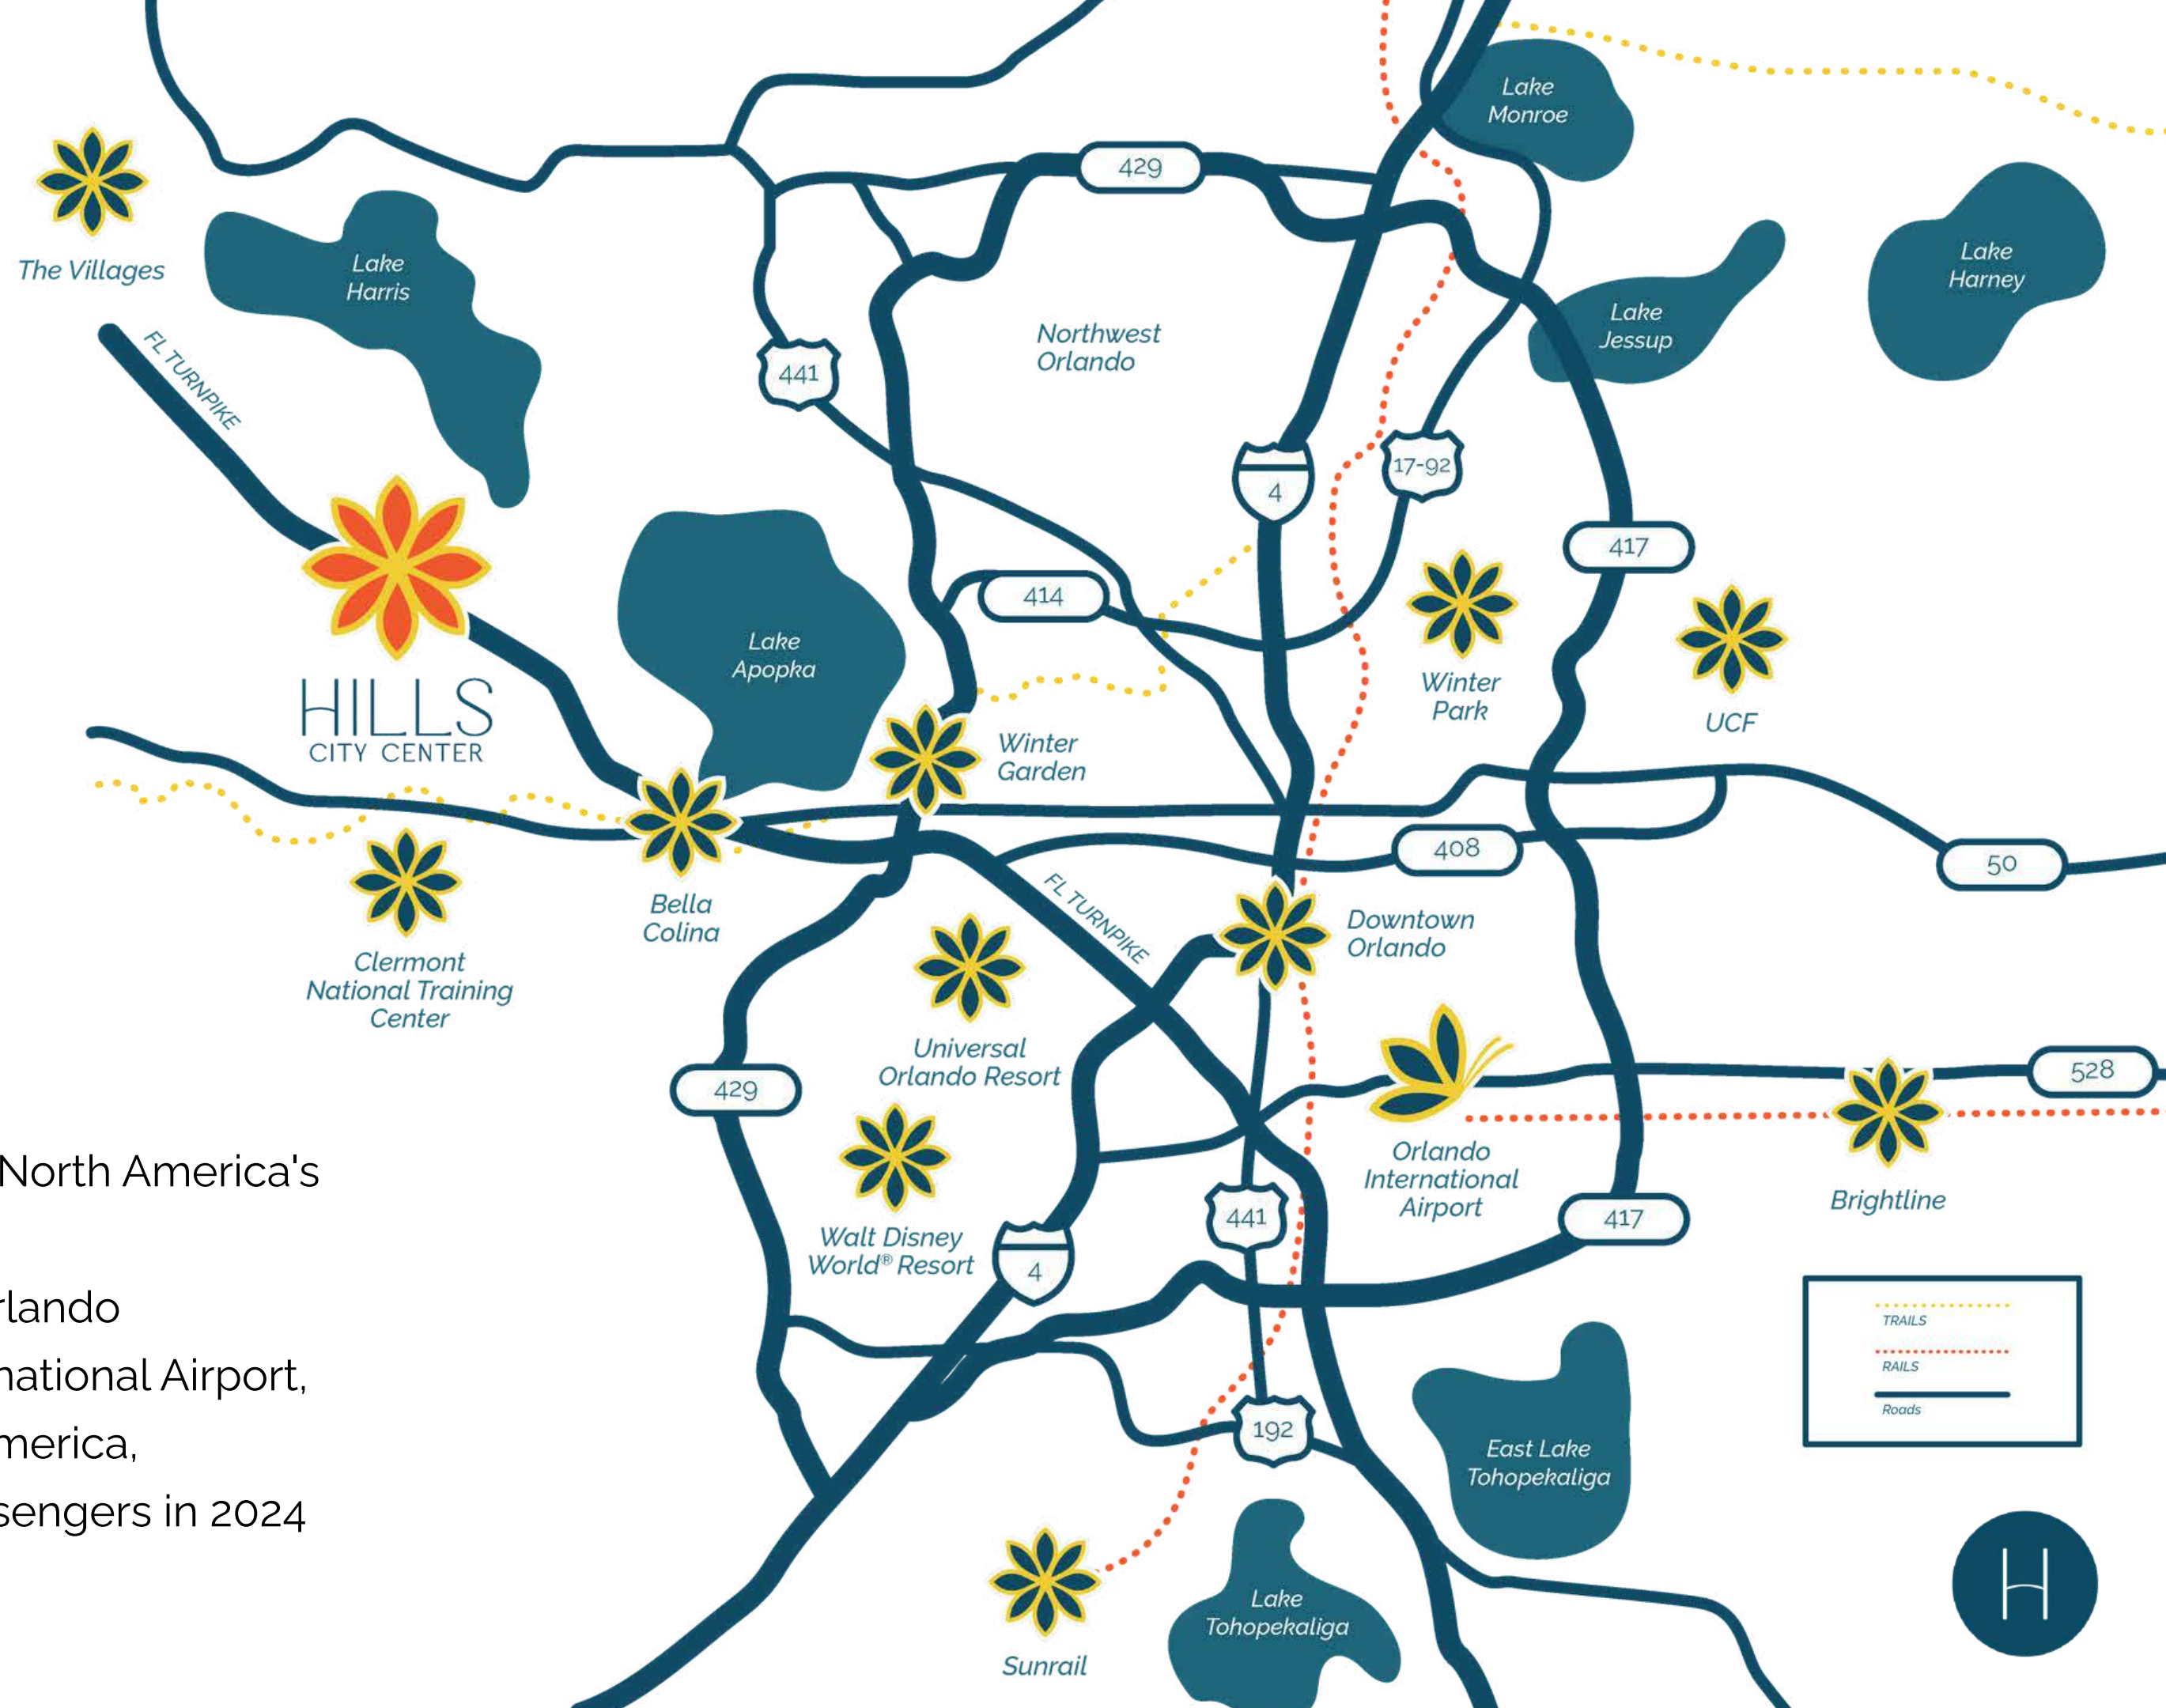 Lake
Monroe
429
The Villages
Lake
Harris
Lake
Harney
Lake
Jessup
Northwest
Orlando
FL TURNPIKE
441
17-92
4
417
414
Lake
Apopka
Winter
Park
UCF
HILLS
CITY CENTER
Winter
Garden
408
50
Bella
Colina
FL TURNPIKE
Downtown
Orlando
Clermont
National Training
Center
Universal
Orlando Resort
429
528
Orlando
International
Airport
Brightline
North America's
441
417
Walt Disney
World® Resort
4
rlando
national Airport,
merica,
sengers in 2024
TRAILS
RAILS
Roads
192
East Lake
Tohopekaliga
Lake
Tohopekaliga
Sunrail
H